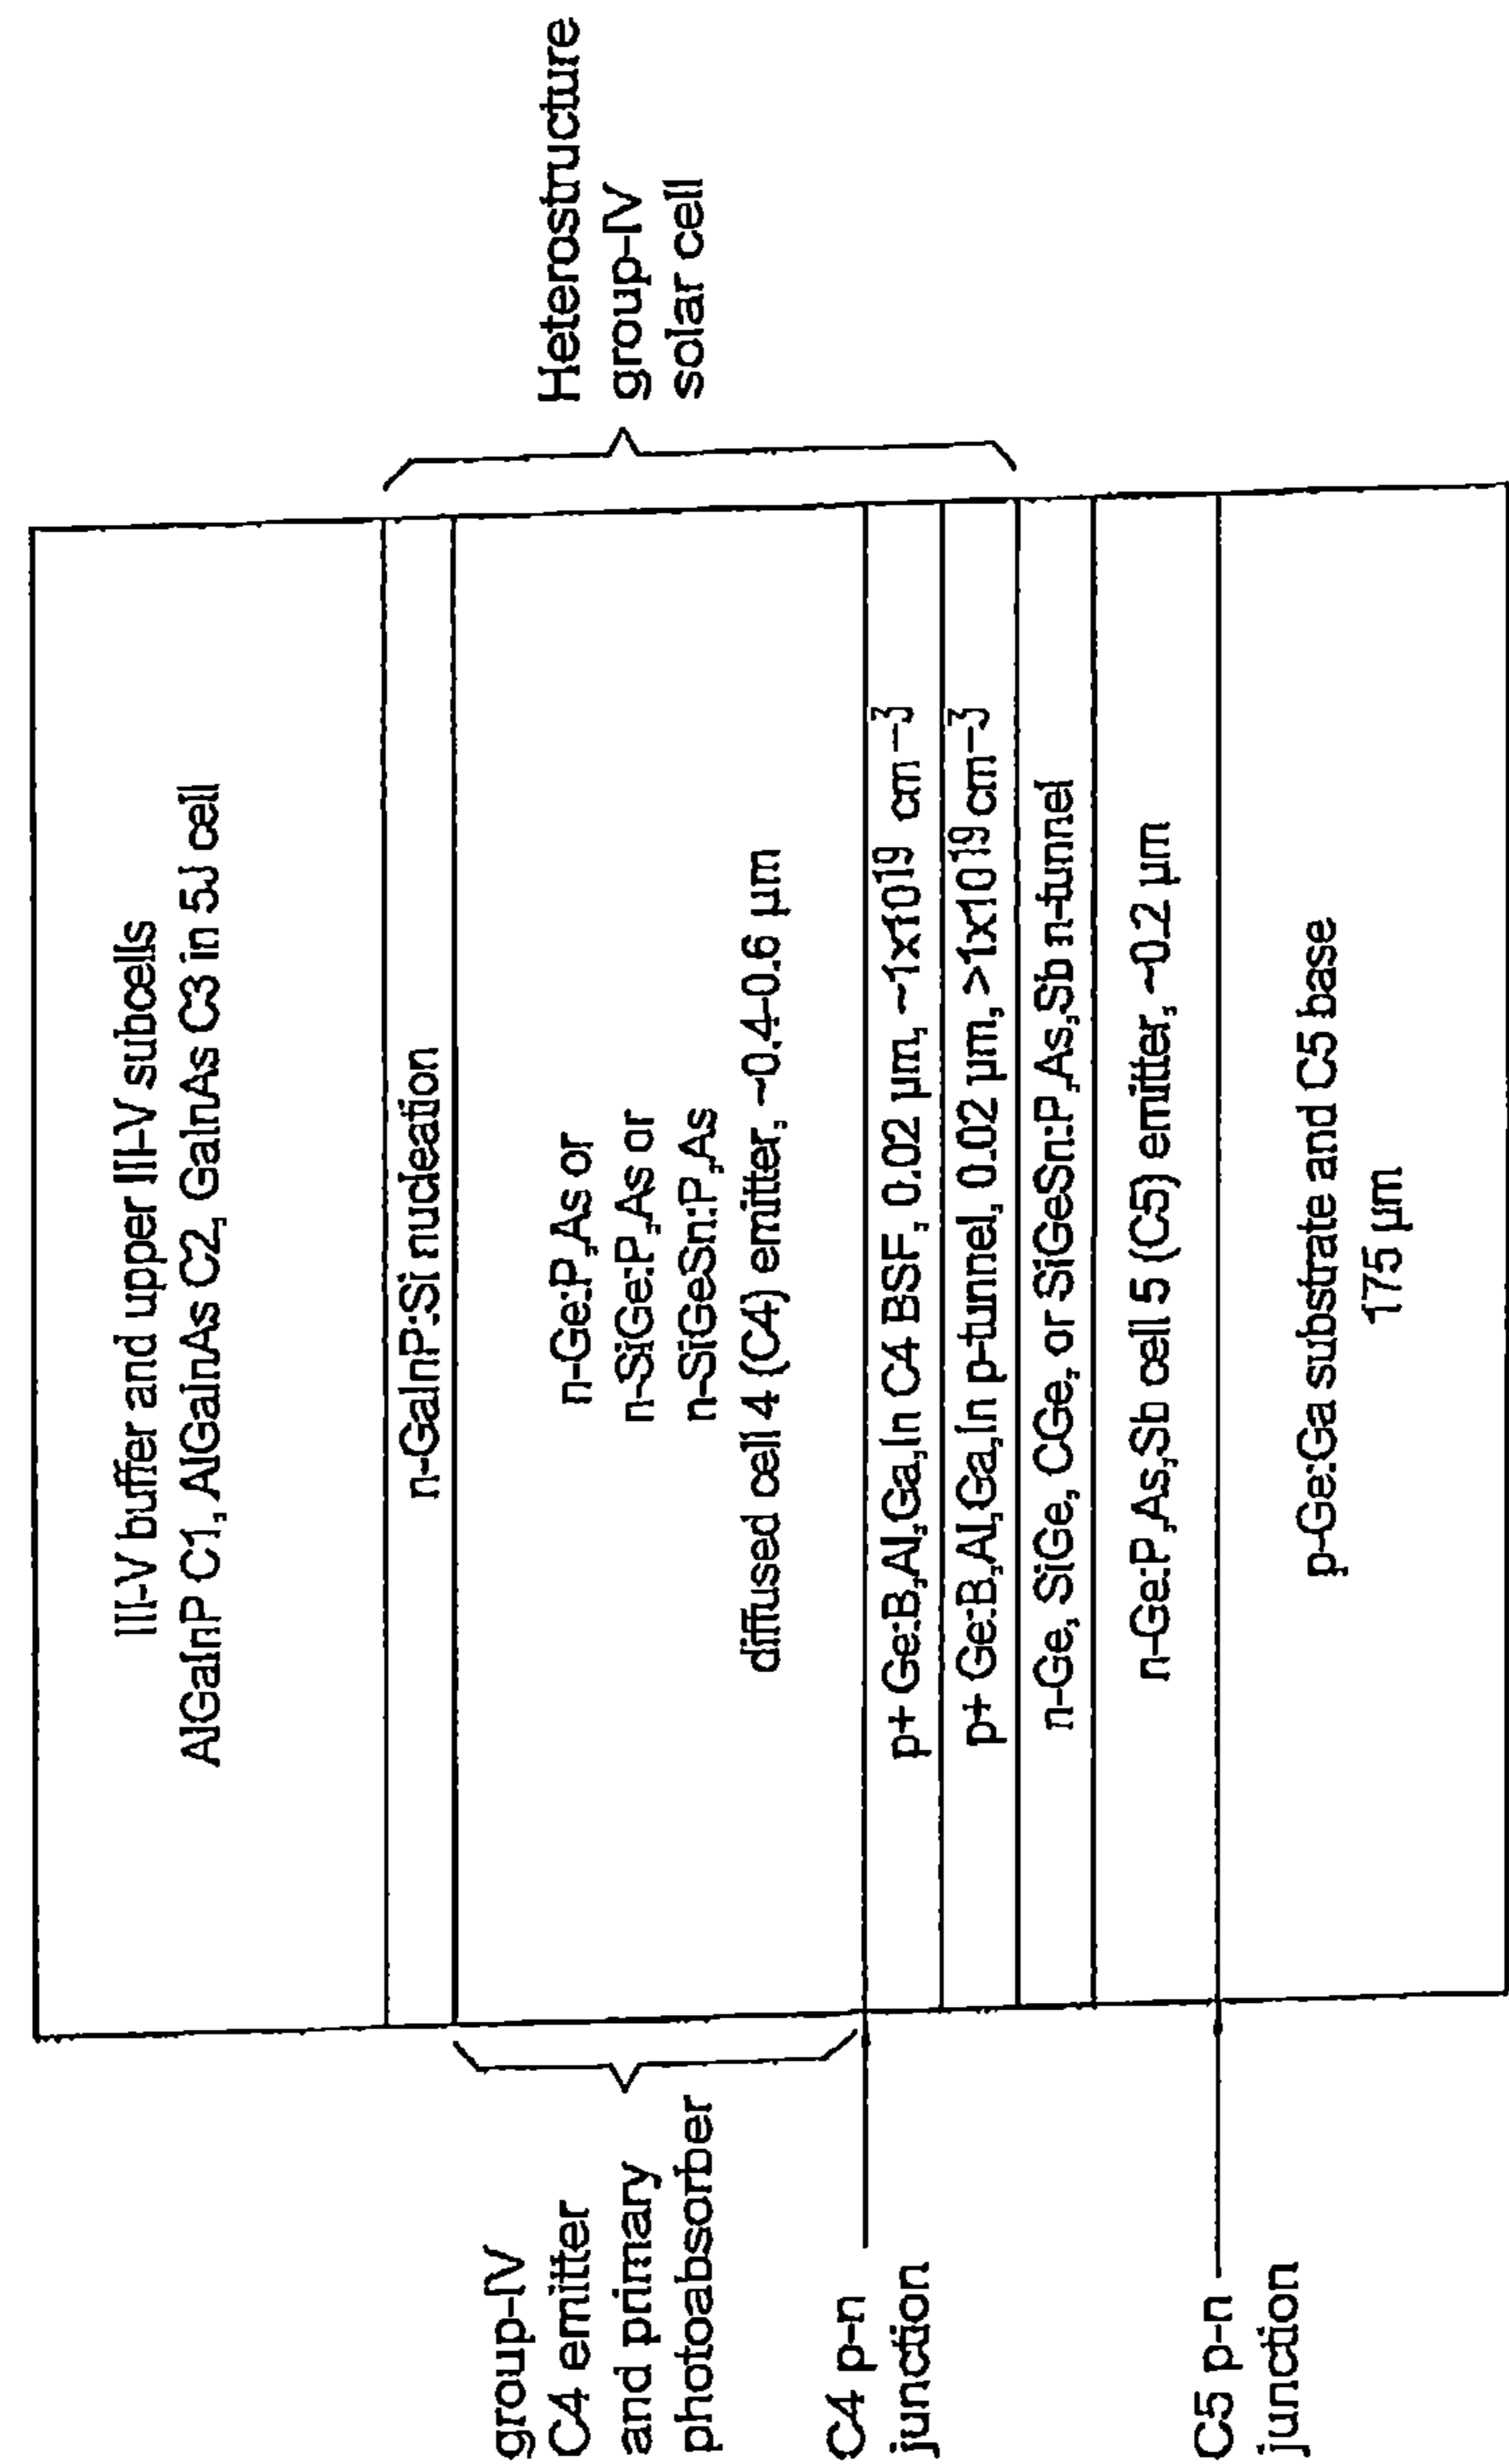 III-V buffer and upper III-V subcells
AlGaInP C1, AlGaInAs C2, GaInAs C3 in 5J cell
n-GaInP:Si nucleation
n-Ge:P,As or
n-SiGe:P,As or
n-SiGeSn:P,As
diffused cell 4 (C4) emitter, ~0.4-0.6 µm
p+ Ge:B,Al,Ga,In C4 BSF, 0.02 µm, ~1x10¹⁹ cm⁻³
p+ Ge:B,Al,Ga,In p-tunnel, 0.02 µm, >1x10¹⁹ cm⁻³
n-Ge, SiGe, CGe, or SiGeSn:P,As,Sb n-tunnel
n-Ge:P,As,Sb cell 5 (C5) emitter, ~0.2 µm
p-Ge:Ga substrate and C5 base
175 µm
group-IV
C4 emitter
and primary
photoabsorber
C4 p-n
junction
C5 p-n
junction
Heterostructure
group-IV
solar cell